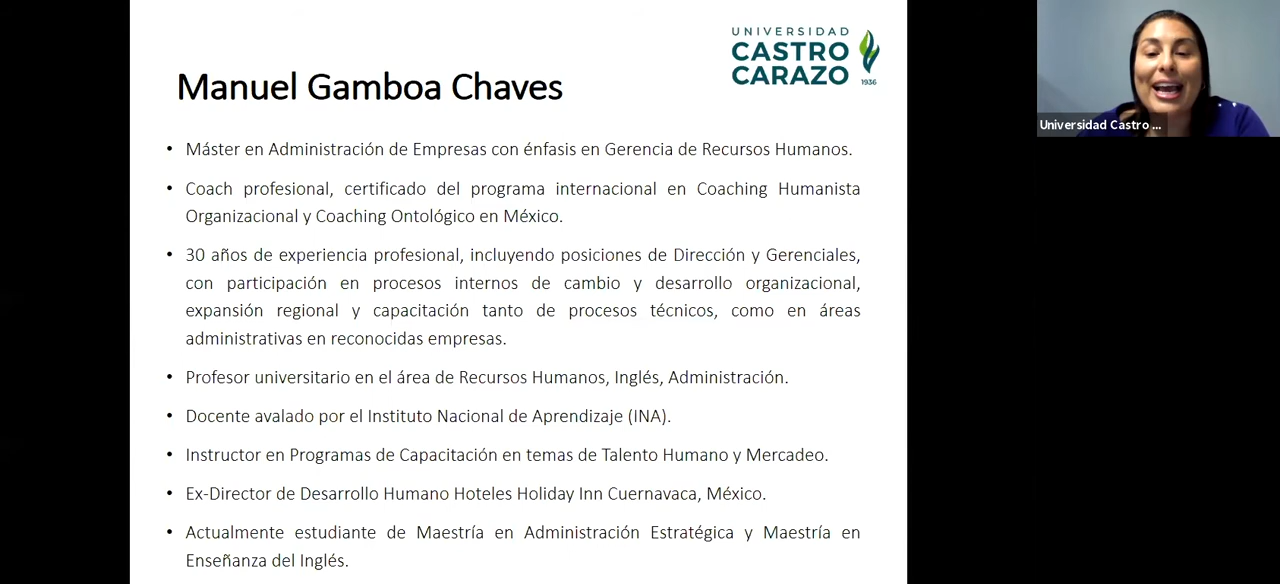 UNIVERSIDAD
CASTRO
CARAZO
1936
Manuel Gamboa Chaves
• Máster en Administración de Empresas con énfasis en Gerencia de Recursos Humanos.
• Coach profesional, certificado del programa internacional en Coaching Humanista
Organizacional y Coaching Ontológico en México.
• 30 años de experiencia profesional, incluyendo posiciones de Dirección y Gerenciales,
con participación en procesos internos de cambio y desarrollo organizacional,
expansión regional y capacitación tanto de procesos técnicos, como en áreas
administrativas en reconocidas empresas.
• Profesor universitario en el área de Recursos Humanos, Inglés, Administración.
• Docente avalado por el Instituto Nacional de Aprendizaje (INA).
• Instructor en Programas de Capacitación en temas de Talento Humano y Mercadeo.
• Ex-Director de Desarrollo Humano Hoteles Holiday Inn Cuernavaca, México.
• Actualmente estudiante de Maestría en Administración Estratégica y Maestría en
Enseñanza del Inglés.
Universidad Castro ...